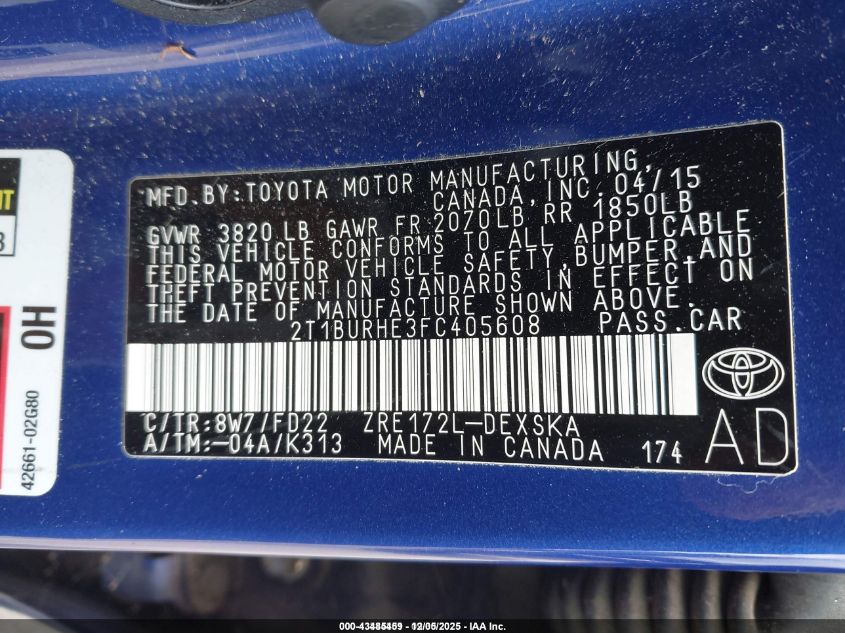 MFD. BY: TOYOTA MOTOR MANUFACTURING,
CANADA, INC. 04/15
GVWR 3820 LB GAWR FR 2070LB RR 1850LB
THIS VEHICLE CONFORMS TO ALL APPLICABLE
FEDERAL MOTOR VEHICLE SAFETY, BUMPER, AND
THEFT PREVENTION STANDARDS IN EFFECT ON
THE DATE OF MANUFACTURE SHOWN ABOVE.
2T1BURHE3FC405608 PASS.CAR
C/TR:8W7/FD22 ZRE172L-DEXSKA
A/TM:-04A/K313 MADE IN CANADA 174
AD
OH
42661-02G80
- IAA Inc.